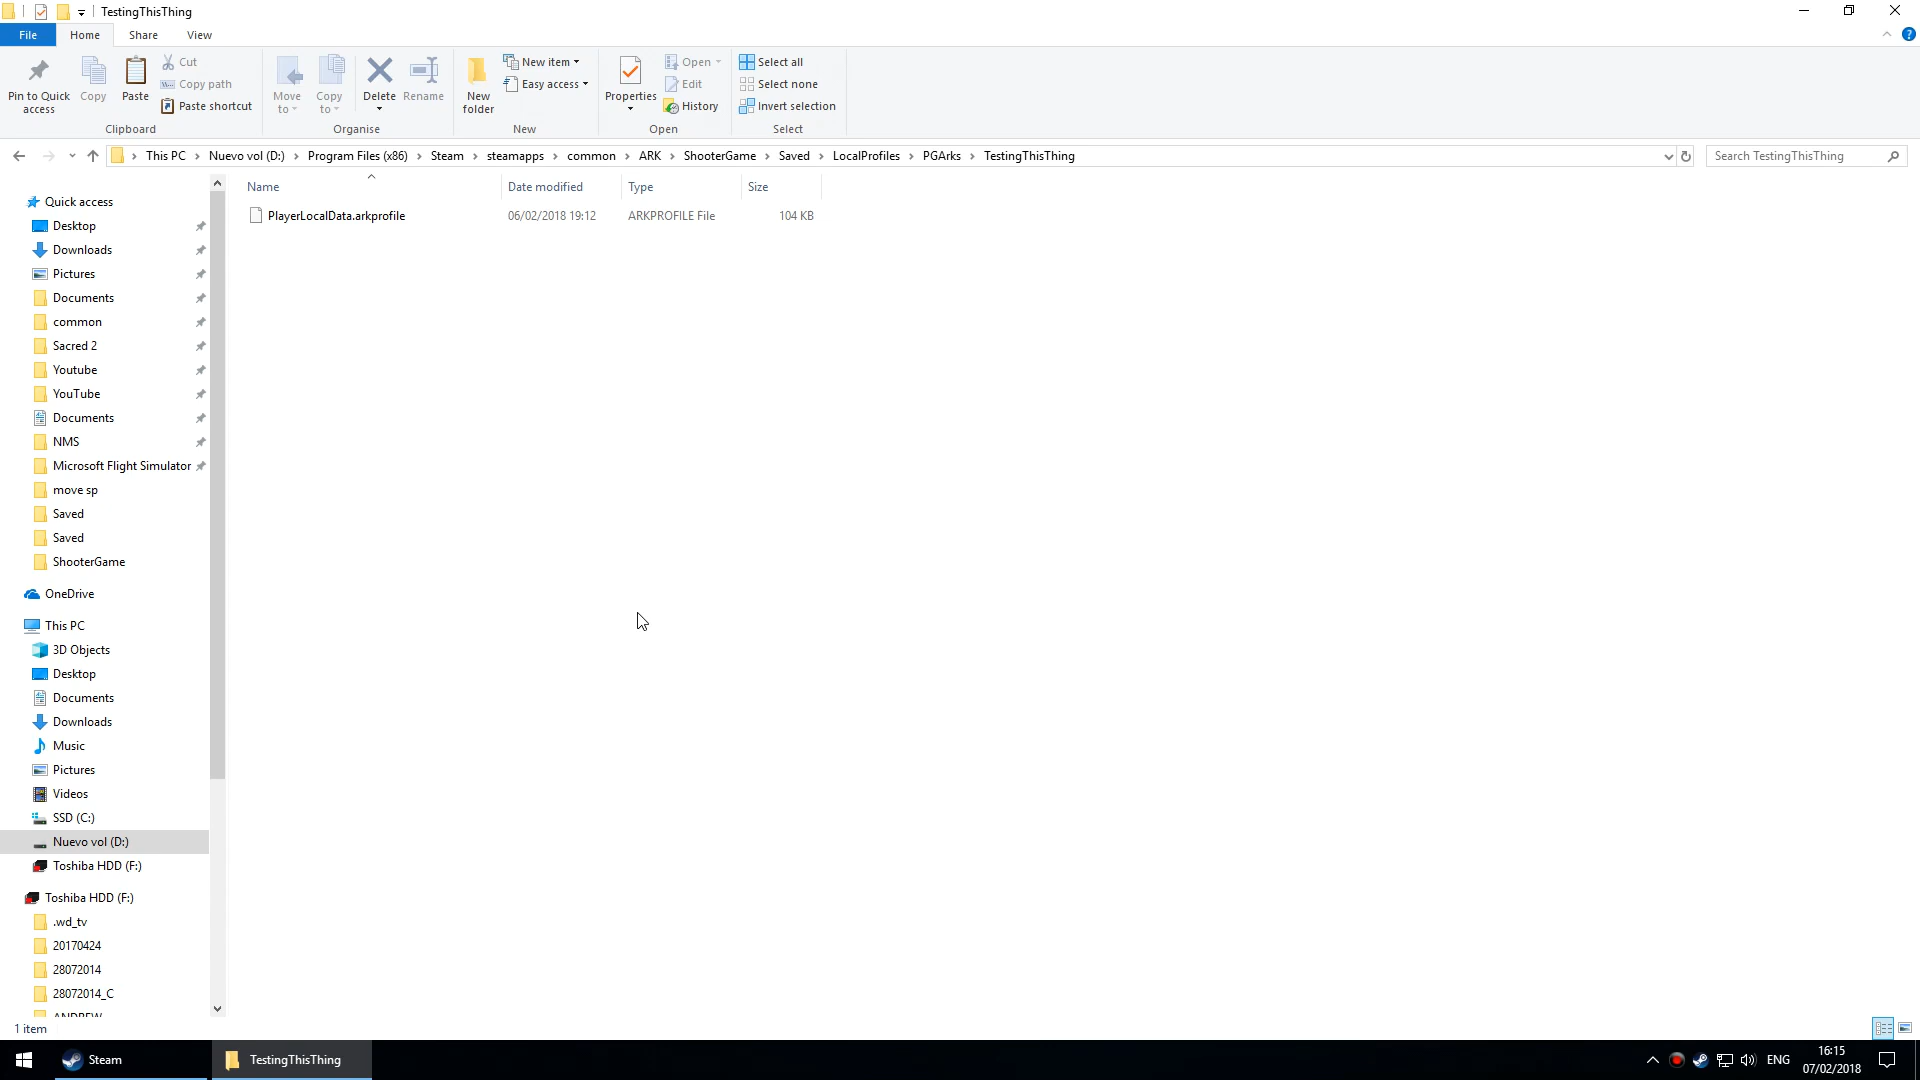 TestingThisThing
File Home Share View
Pin to Quick access
Copy
Paste
Cut
Copy path
Paste shortcut
Clipboard
Move to
Copy to
Delete
Rename
Organise
New folder
New item
Easy access
New
Properties
Open
Edit
History
Open
Select all
Select none
Invert selection
Select
This PC Nuevo vol (D:) Program Files (x86) Steam steamapps common ARK ShooterGame Saved LocalProfiles PGArks TestingThisThing
Search TestingThisThing
Name Date modified Type Size
PlayerLocalData.arkprofile 06/02/2018 19:12 ARKPROFILE File 104 KB
Quick access
Desktop
Downloads
Pictures
Documents
common
Sacred 2
Youtube
YouTube
Documents
NMS
Microsoft Flight Simulator
move sp
Saved
Saved
ShooterGame
OneDrive
This PC
3D Objects
Desktop
Documents
Downloads
Music
Pictures
Videos
SSD (C:)
Nuevo vol (D:)
Toshiba HDD (F:)
Toshiba HDD (F:)
.wd_tv
20170424
28072014
28072014_C
ANDREW
1 item
Steam
TestingThisThing
ENG
16:15
07/02/2018